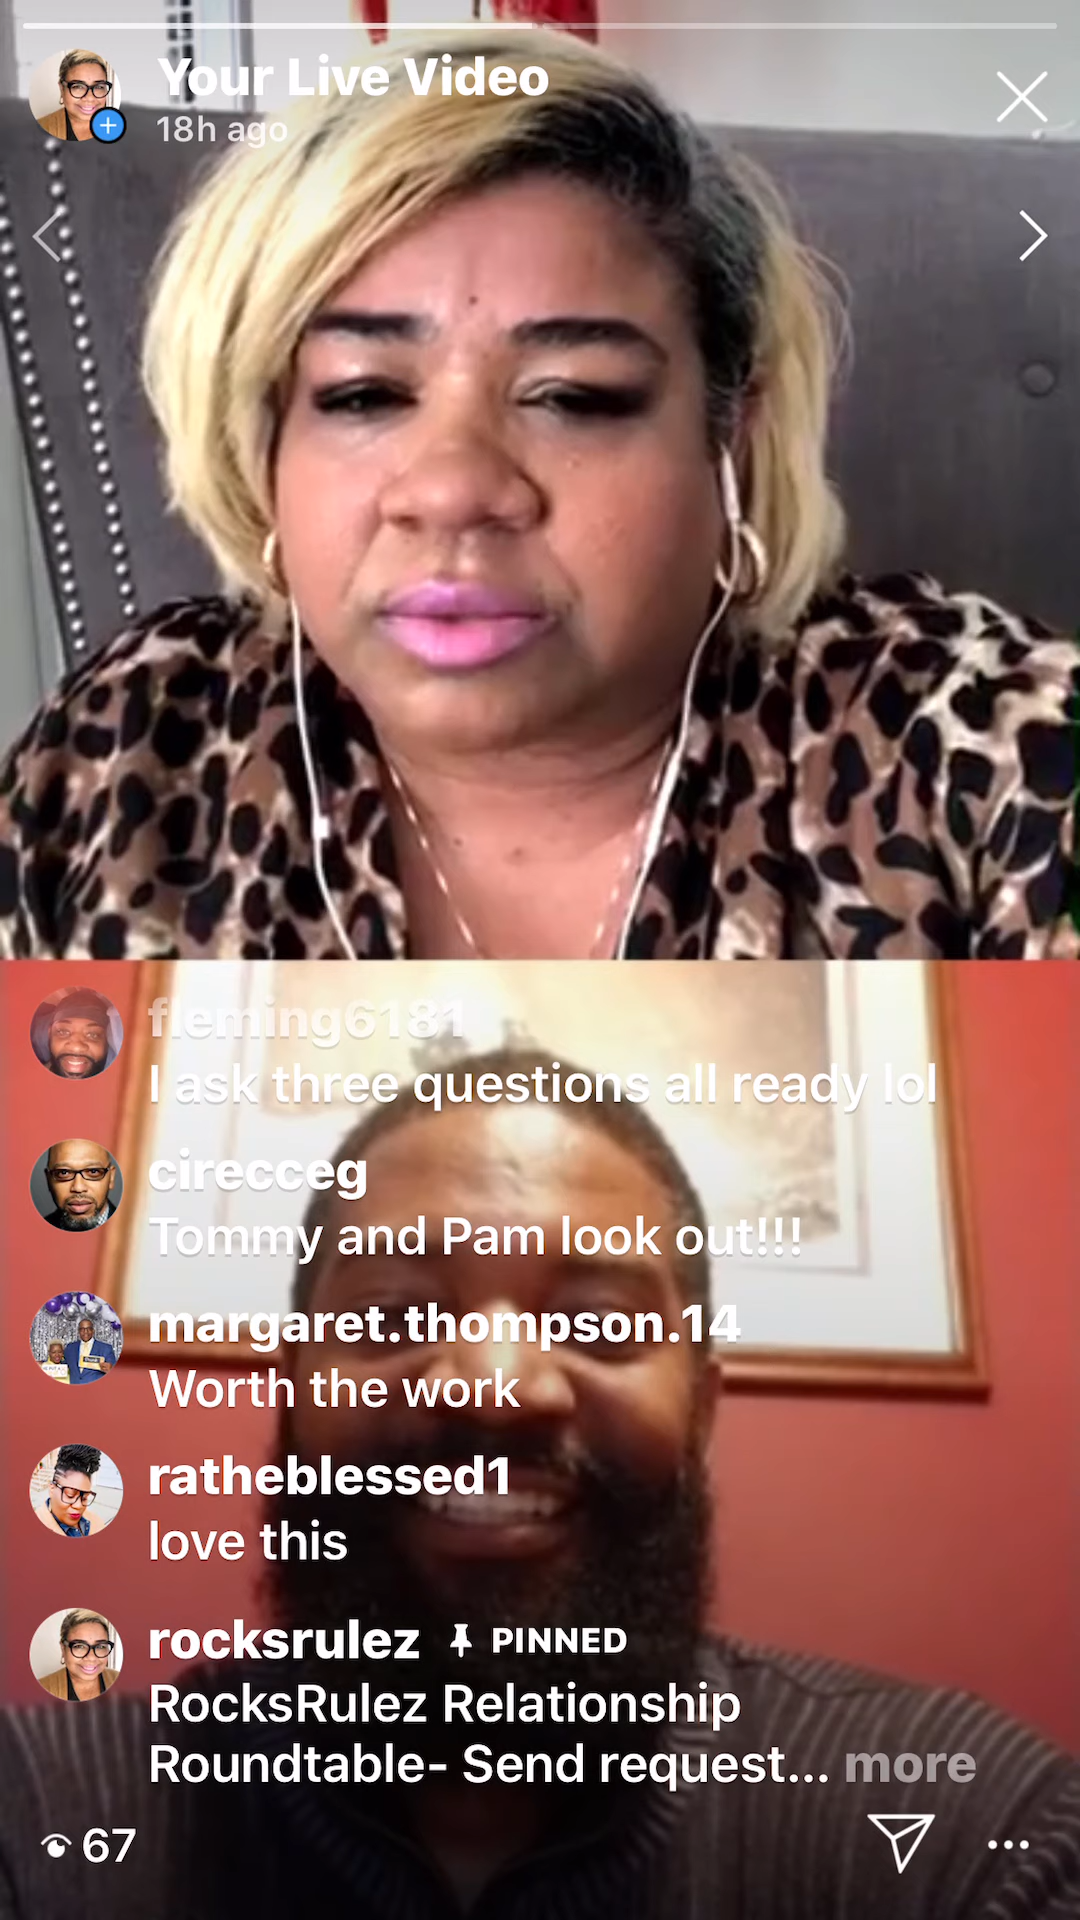 Your Live Video
18h ago
fleming6181
I ask three questions all ready lol
cirecceg
Tommy and Pam look out!!!
margaret.thompson.14
Worth the work
ratheblessed1
love this
rocksrulez PINNED
RocksRulez Relationship
Roundtable- Send request... more
67